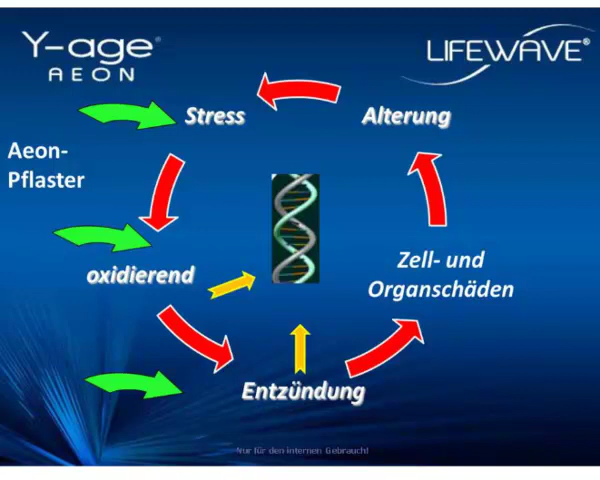 Y-age®
AEON
LIFEWAVE®
Stress
Alterung
Aeon-
Pflaster
oxidierend
Zell- und
Organschäden
Entzündung
Nur für den internen Gebrauch!